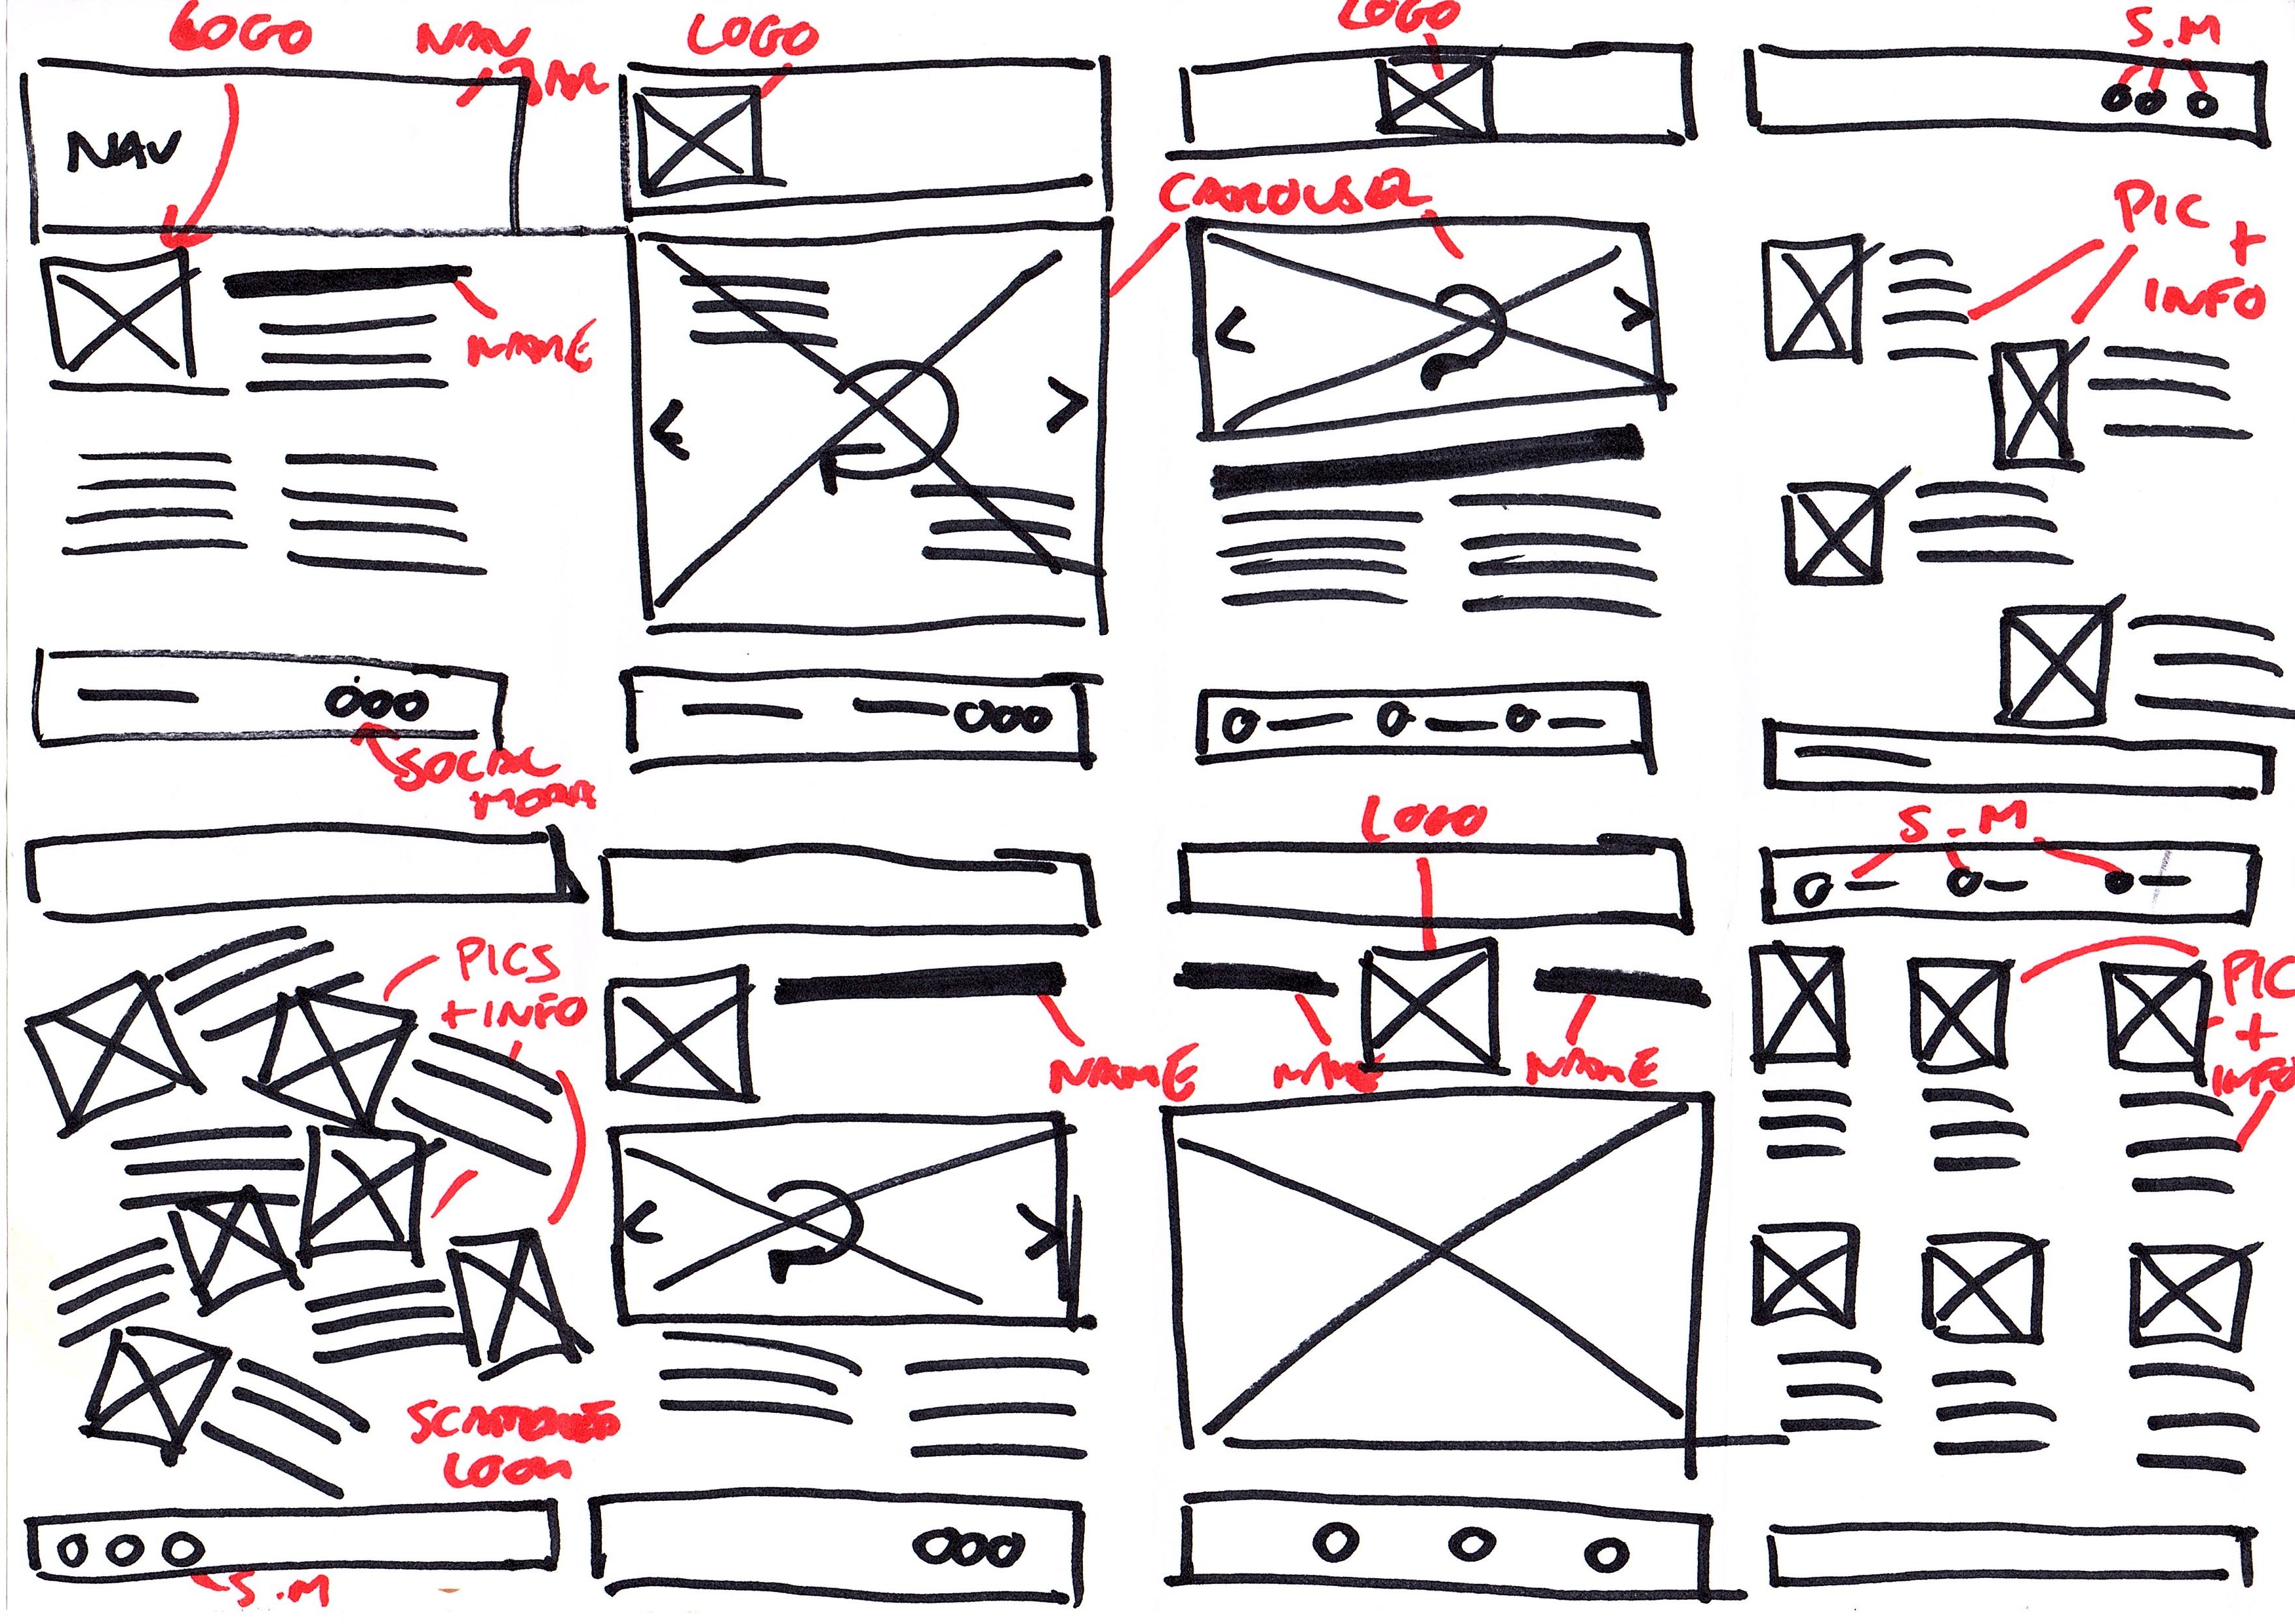 LOGO
NAV
BAR
LOGO
LOGO
S.M
NAV
CAROUSEL
PIC
+
INFO
NAME
SOCIAL
MEDIA
LOGO
S.M
PICS
+ INFO
PIC
+
INFO
NAME
NAME
NAME
SCATTERED
LOOK
S.M